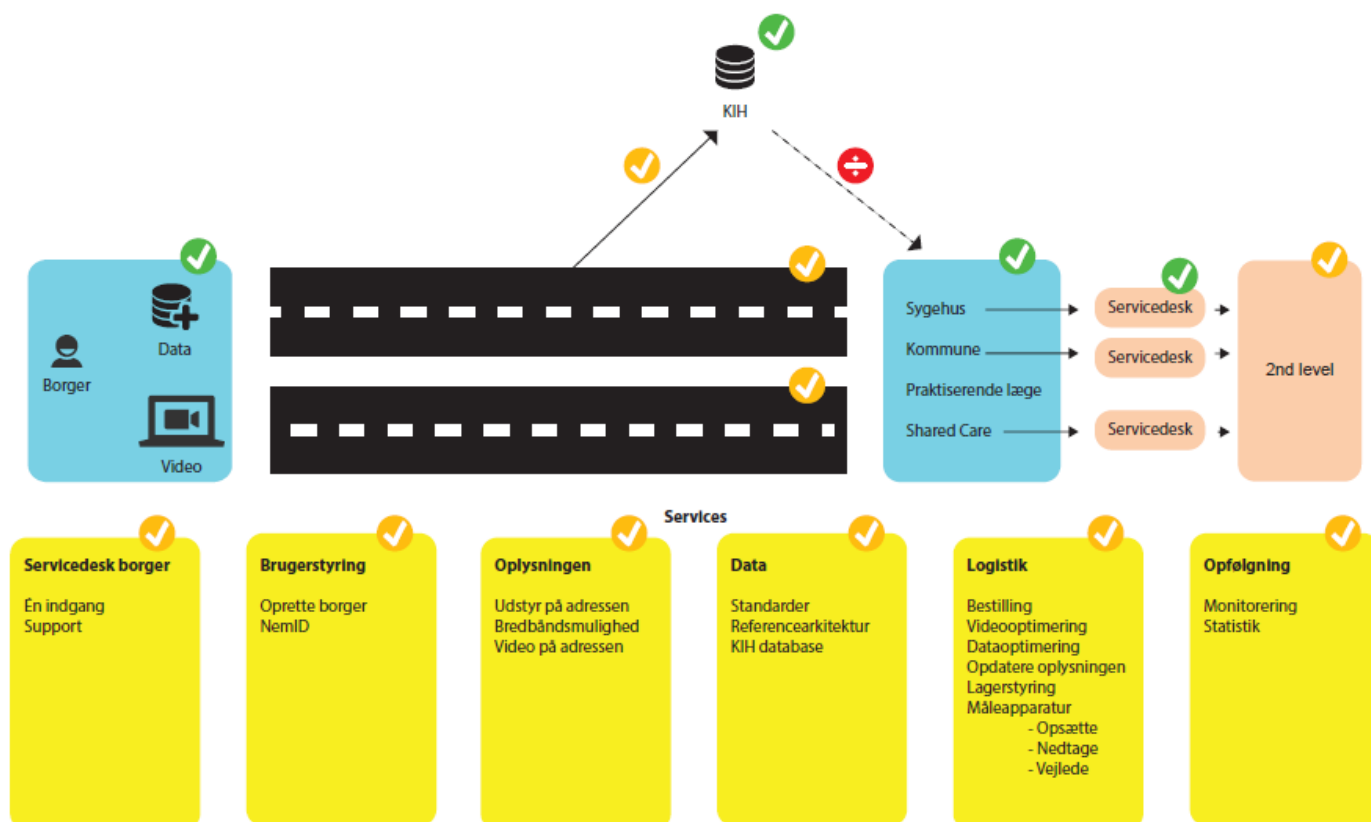 KIH
Borger
Data
Video
Sygehus
Kommune
Praktiserende læge
Shared Care
Servicedesk
Servicedesk
Servicedesk
2nd level
Services
Servicedesk borger
Én indgang
Support
Brugerstyring
Oprette borger
NemID
Oplysningen
Udstyr på adressen
Bredbåndsmulighed
Video på adressen
Data
Standarder
Referencearkitektur
KIH database
Logistik
Bestilling
Videooptimering
Dataoptimering
Opdatere oplysningen
Lagerstyring
Måleapparatur
- Opsætte
- Nedtage
- Vejlede
Opfølgning
Monitorering
Statistik